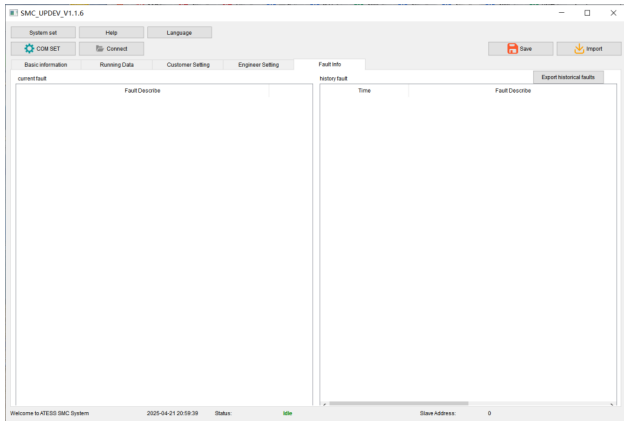 SMC_UPDEV_V1.1.6
System set Help Language
COM SET Connect Save Import
Basic information Running Data Customer Setting Engineer Setting Fault Info
current fault history fault Export historical faults
Fault Describe Time Fault Describe
Welcome to ATESS SMC System 2025-04-21 20:59:39 Status: Idle Slave Address: 0